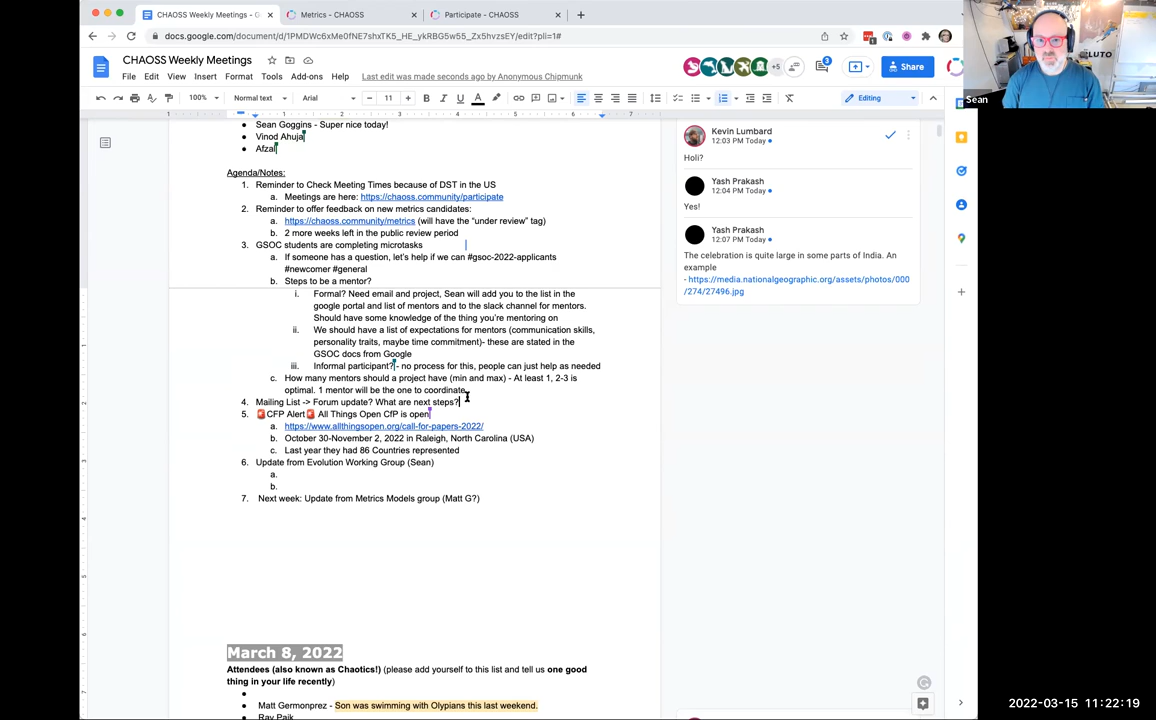 CHAOSS Weekly Meetings - G
Metrics - CHAOSS
Participate - CHAOSS
docs.google.com/document/d/1PMDWc6xMe0fNE7shxTK5_HE_ykRBG5w55_Zx5hvzsEY/edit?pli=1#
CHAOSS Weekly Meetings
File Edit View Insert Format Tools Add-ons Help Last edit was made seconds ago by Anonymous Chipmunk
+5
3
Share
100% Normal text Arial 11 Editing
Sean
Sean Goggins - Super nice today!
Vinod Ahuja
Afzal
Agenda/Notes:
1. Reminder to Check Meeting Times because of DST in the US
a. Meetings are here: https://chaoss.community/participate
2. Reminder to offer feedback on new metrics candidates:
a. https://chaoss.community/metrics (will have the "under review" tag)
b. 2 more weeks left in the public review period
3. GSOC students are completing microtasks
a. If someone has a question, let's help if we can #gsoc-2022-applicants
#newcomer #general
b. Steps to be a mentor?
i. Formal? Need email and project, Sean will add you to the list in the
google portal and list of mentors and to the slack channel for mentors.
Should have some knowledge of the thing you're mentoring on
ii. We should have a list of expectations for mentors (communication skills,
personality traits, maybe time commitment)- these are stated in the
GSOC docs from Google
iii. Informal participant? - no process for this, people can just help as needed
c. How many mentors should a project have (min and max) - At least 1, 2-3 is
optimal. 1 mentor will be the one to coordinate
4. Mailing List -> Forum update? What are next steps?
5. 🚨CFP Alert🚨 All Things Open CfP is open
a. https://www.allthingsopen.org/call-for-papers-2022/
b. October 30-November 2, 2022 in Raleigh, North Carolina (USA)
c. Last year they had 86 Countries represented
6. Update from Evolution Working Group (Sean)
a.
b.
7. Next week: Update from Metrics Models group (Matt G?)
March 8, 2022
Attendees (also known as Chaotics!) (please add yourself to this list and tell us one good
thing in your life recently)
Matt Germonprez - Son was swimming with Olypians this last weekend.
Ray Paik
Kevin Lumbard
12:03 PM Today
Holi?
Yash Prakash
12:04 PM Today
Yes!
Yash Prakash
12:07 PM Today
The celebration is quite large in some parts of India. An
example
- https://media.nationalgeographic.org/assets/photos/000
/274/27496.jpg
2022-03-15 11:22:19